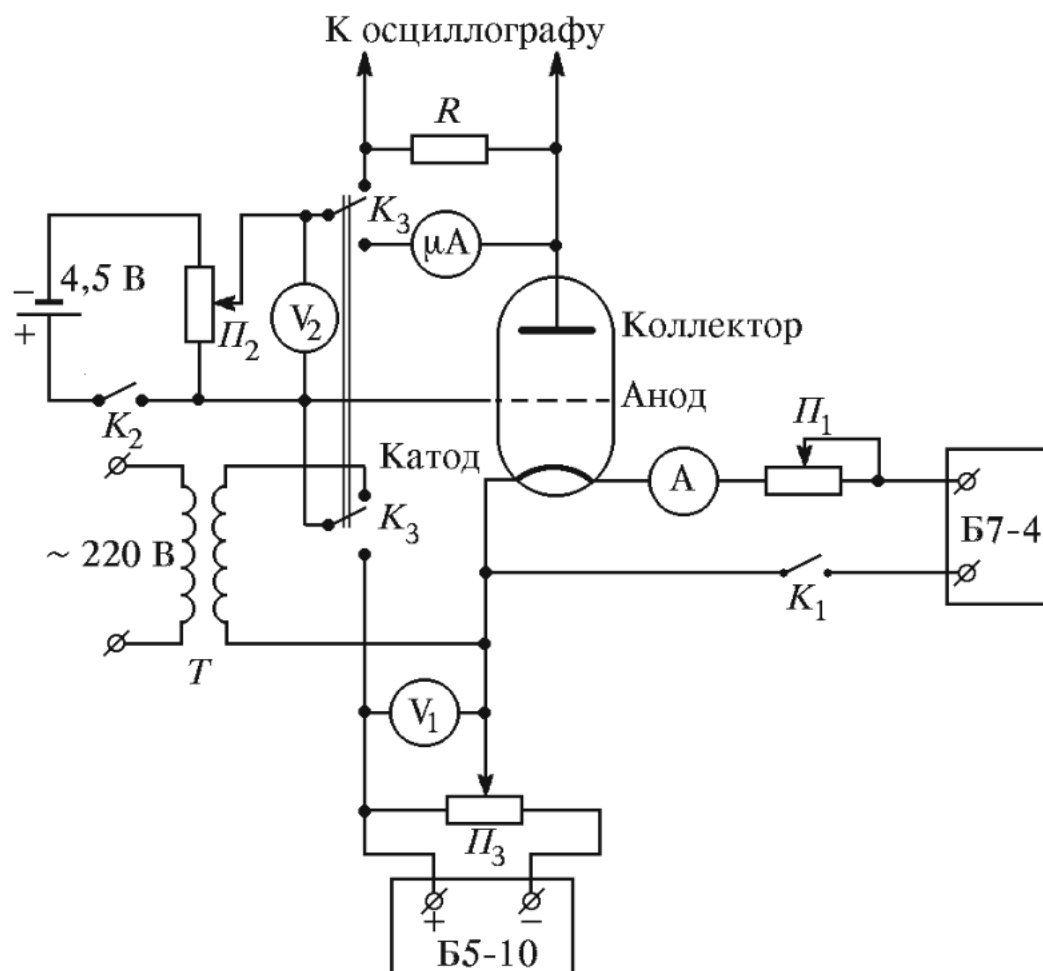 К осциллографу
R
K₃
μA
4,5 В
−
+
V₂
П₂
Коллектор
Анод
K₂
Катод
П₁
A
K₃
Б7-4
~ 220 В
K₁
T
V₁
П₃
+
−
Б5-10